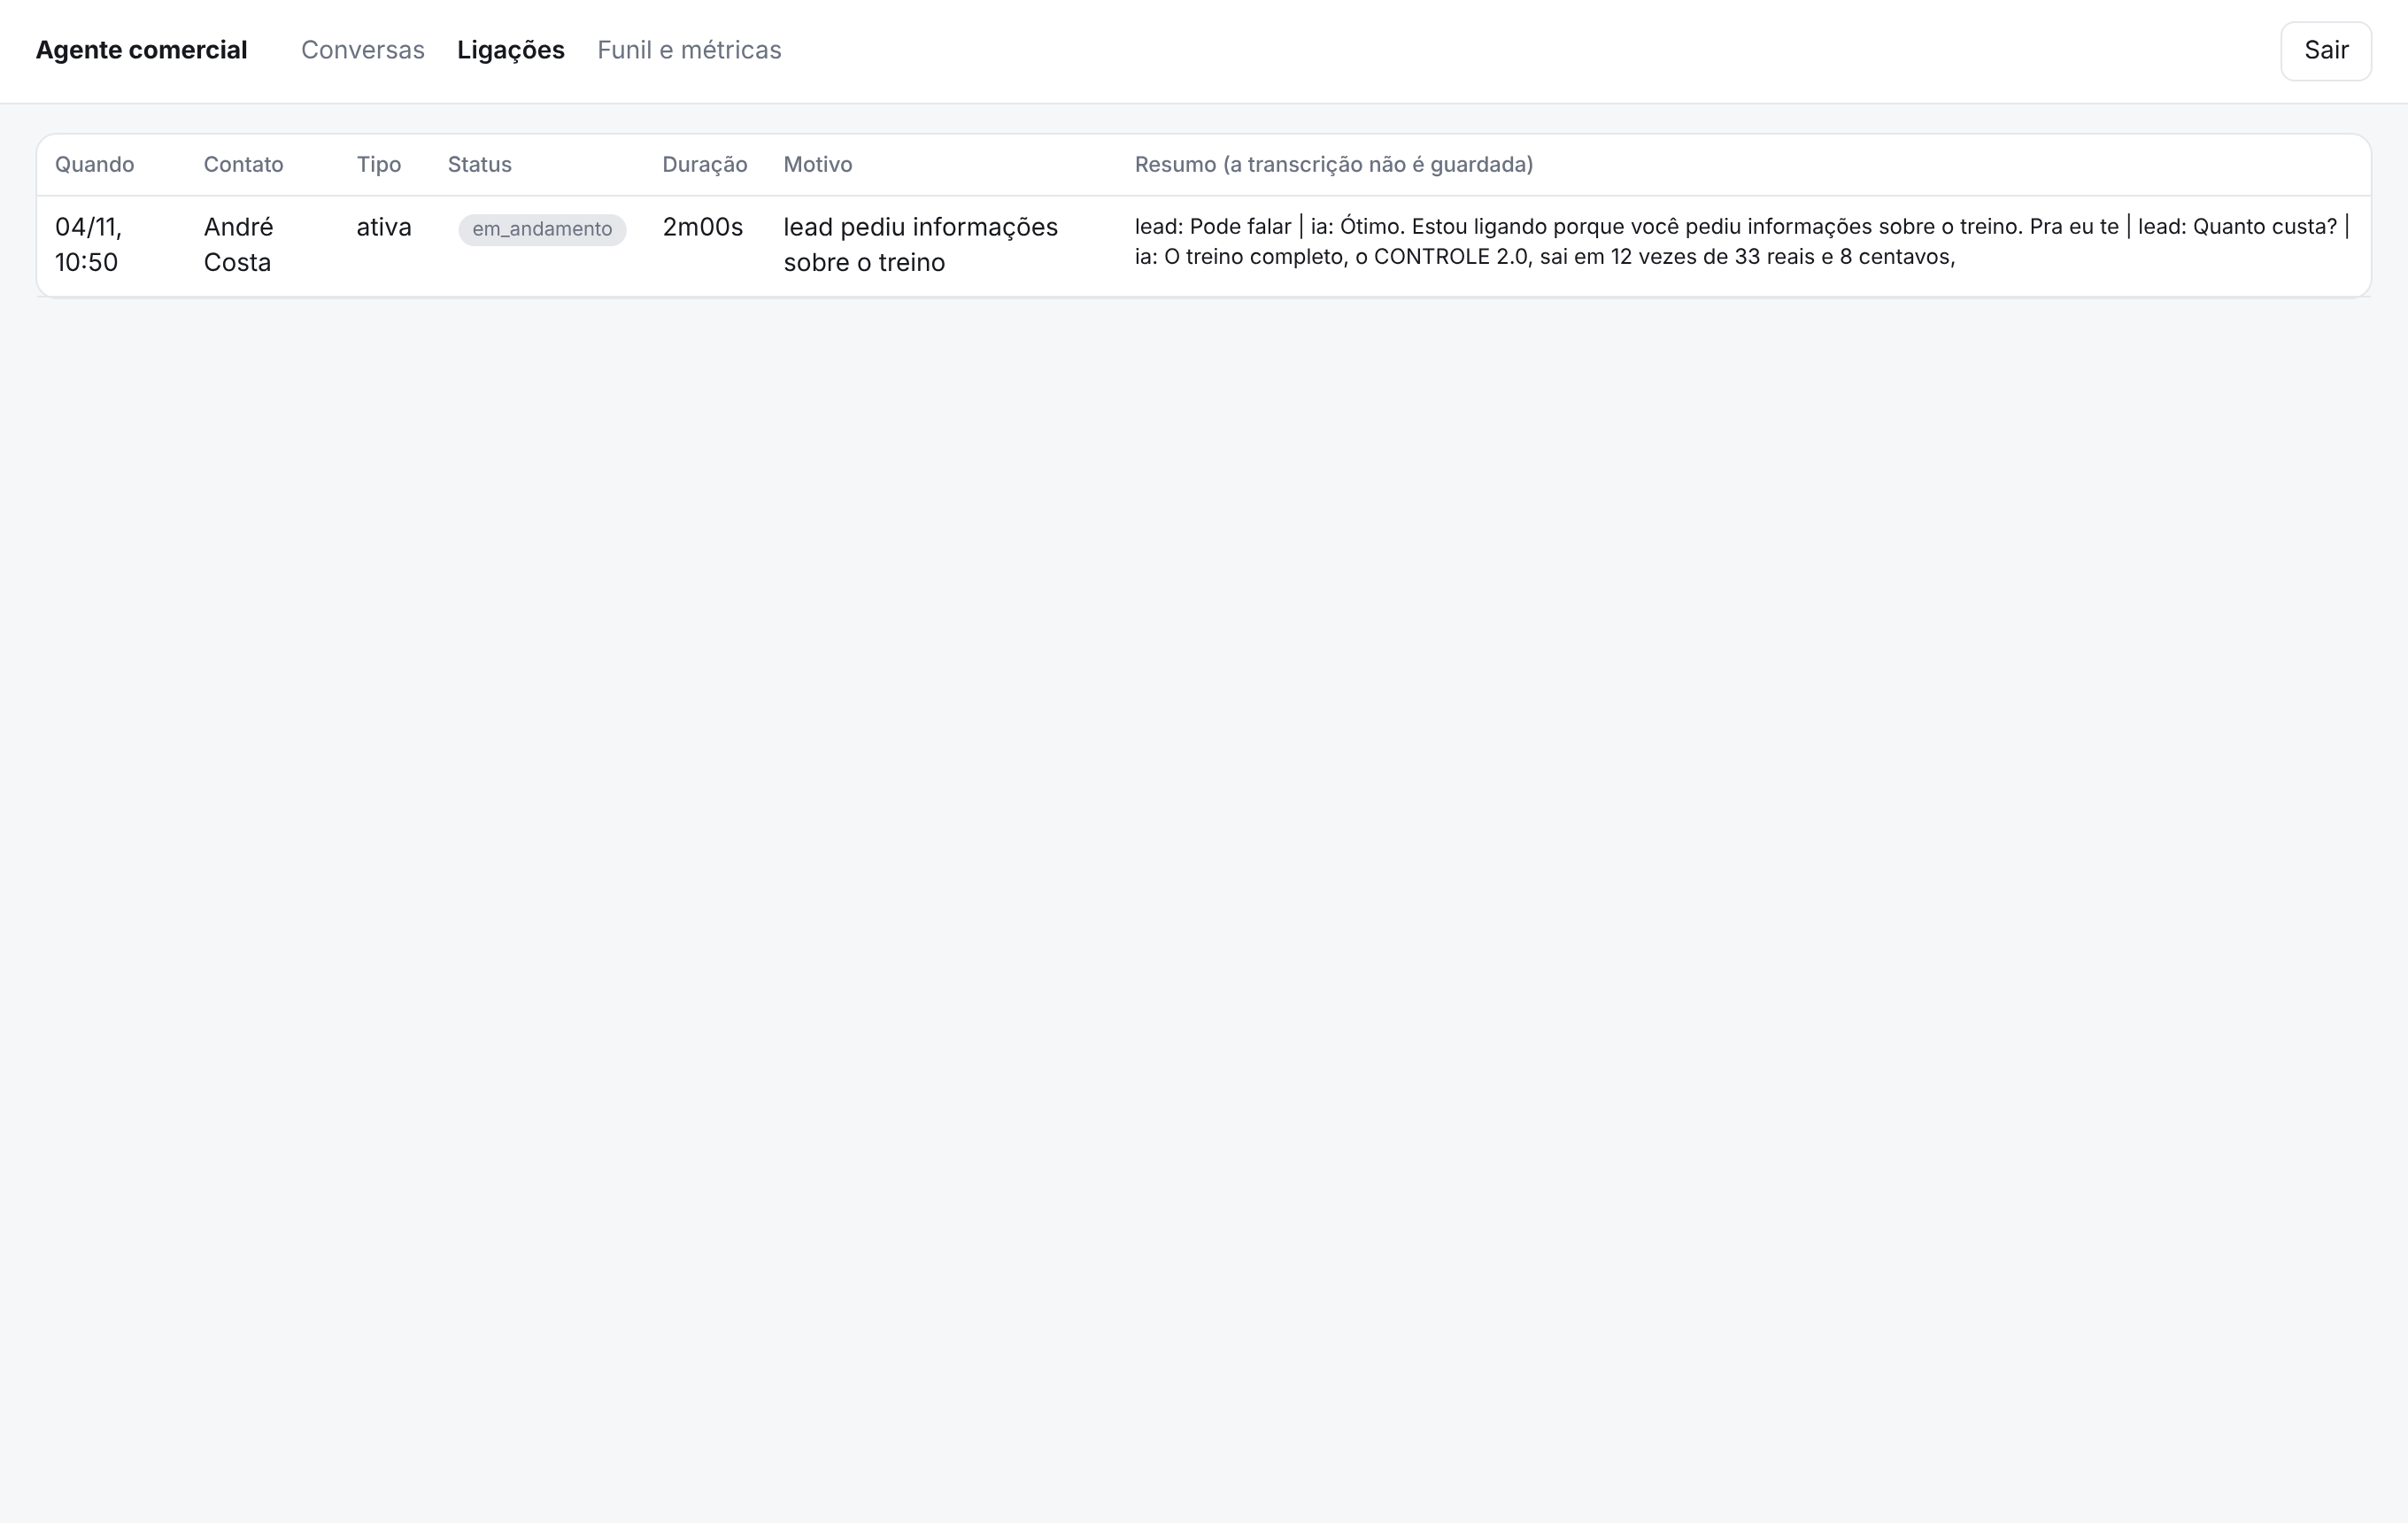 Agente comercial Conversas Ligações Funil e métricas Sair
Quando Contato Tipo Status Duração Motivo Resumo (a transcrição não é guardada)
04/11, 10:50 André Costa ativa em_andamento 2m00s lead pediu informações sobre o treino
lead: Pode falar | ia: Ótimo. Estou ligando porque você pediu informações sobre o treino. Pra eu te | lead: Quanto custa? |
ia: O treino completo, o CONTROLE 2.0, sai em 12 vezes de 33 reais e 8 centavos,